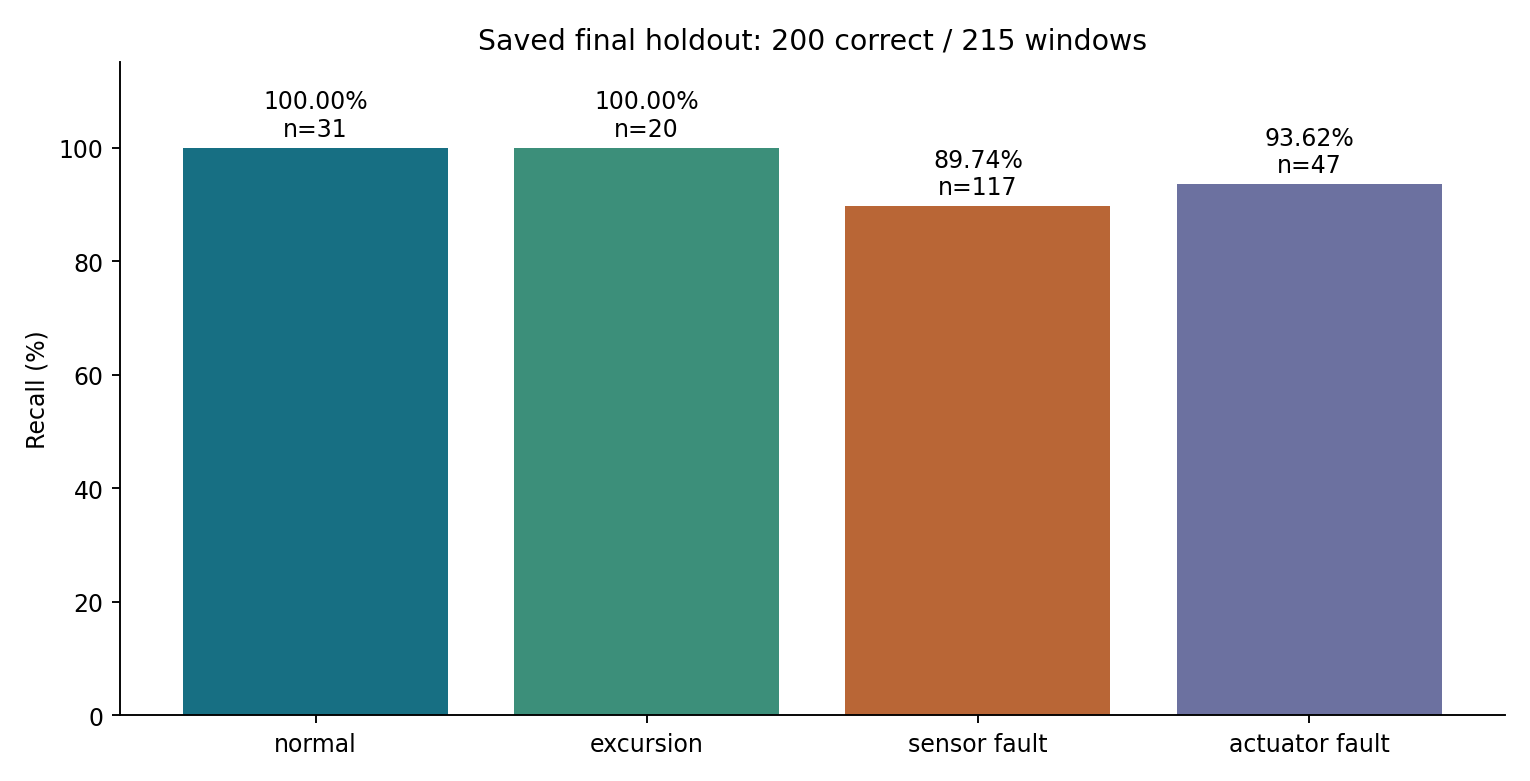 Saved final holdout: 200 correct / 215 windows
100.00%
n=31
100.00%
n=20
89.74%
n=117
93.62%
n=47
Recall (%)
100
80
60
40
20
0
normal
excursion
sensor fault
actuator fault